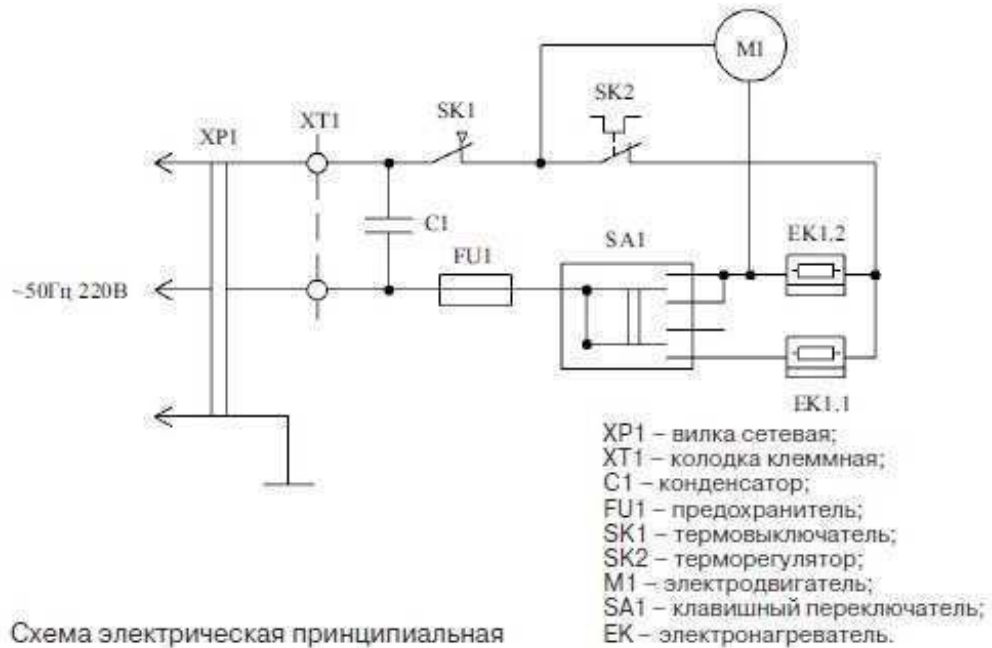 M1
SK2
SK1
XT1
XP1
C1
FU1
SA1
EK1.2
~50Гц 220В
EK1.1
XP1 – вилка сетевая;
XT1 – колодка клеммная;
C1 – конденсатор;
FU1 – предохранитель;
SK1 – термовыключатель;
SK2 – терморегулятор;
M1 – электродвигатель;
SA1 – клавишный переключатель;
EK – электронагреватель.
Схема электрическая принципиальная